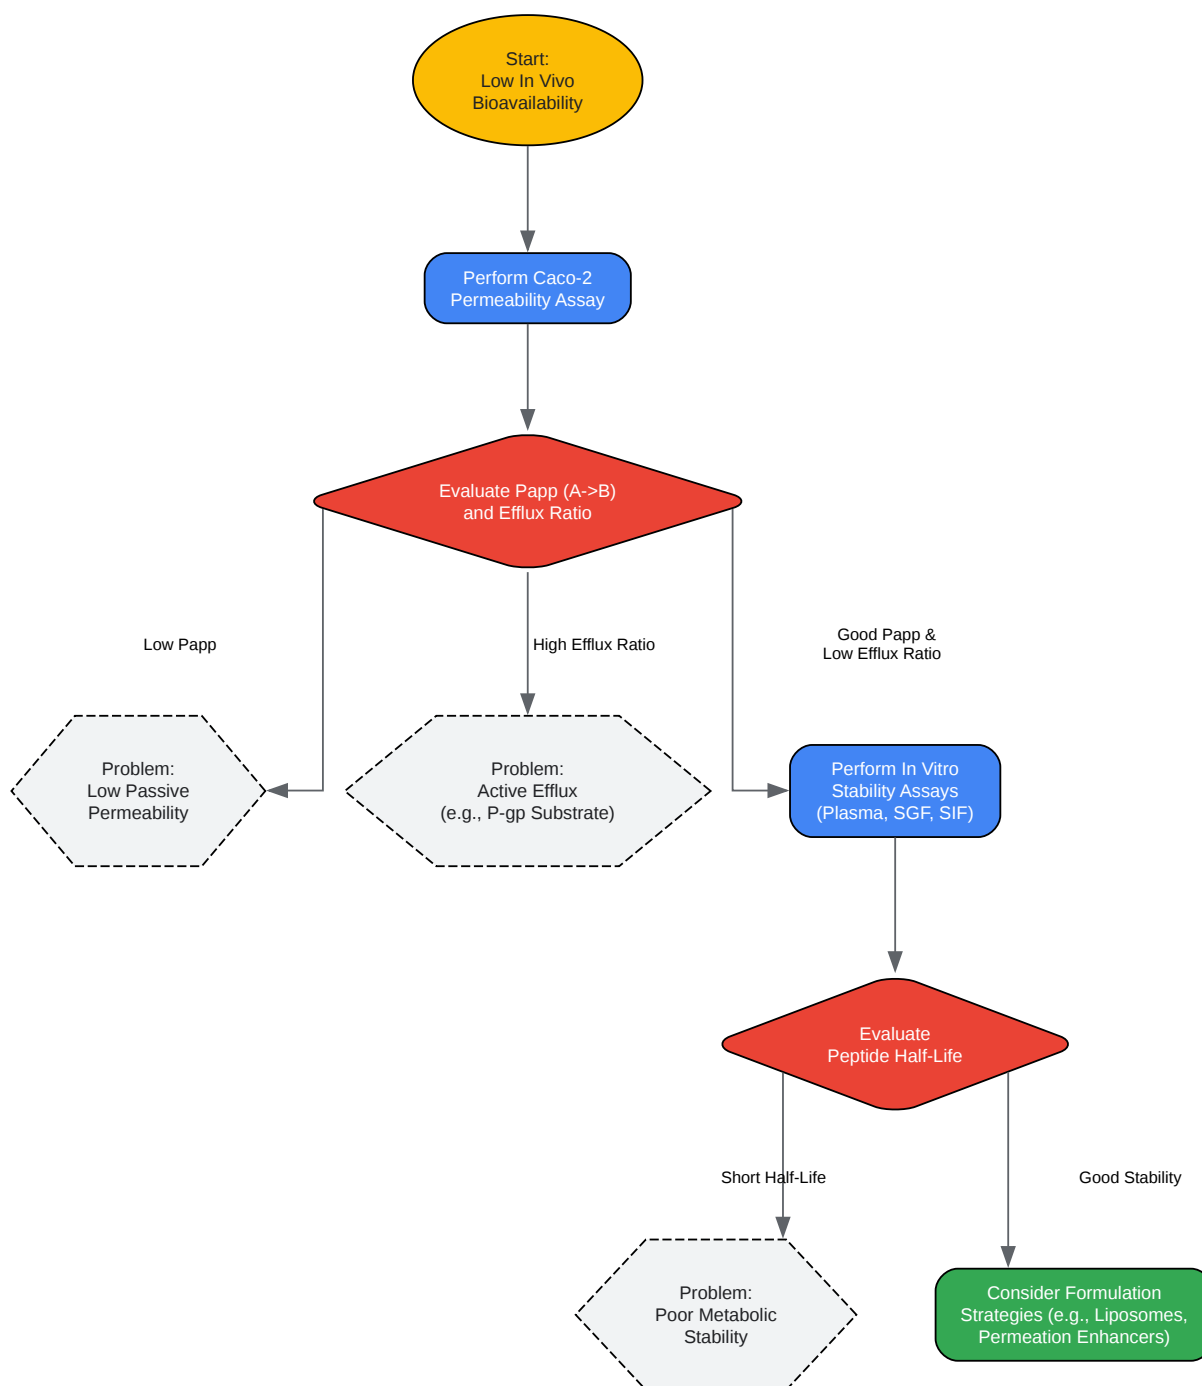 Start:
Low In Vivo
Bioavailability
Perform Caco-2
Permeability Assay
Evaluate Papp (A->B)
and Efflux Ratio
Low Papp
High Efflux Ratio
Good Papp &
Low Efflux Ratio
Problem:
Low Passive
Permeability
Problem:
Active Efflux
(e.g., P-gp Substrate)
Perform In Vitro
Stability Assays
(Plasma, SGF, SIF)
Evaluate
Peptide Half-Life
Short Half-Life
Good Stability
Problem:
Poor Metabolic
Stability
Consider Formulation
Strategies (e.g., Liposomes,
Permeation Enhancers)